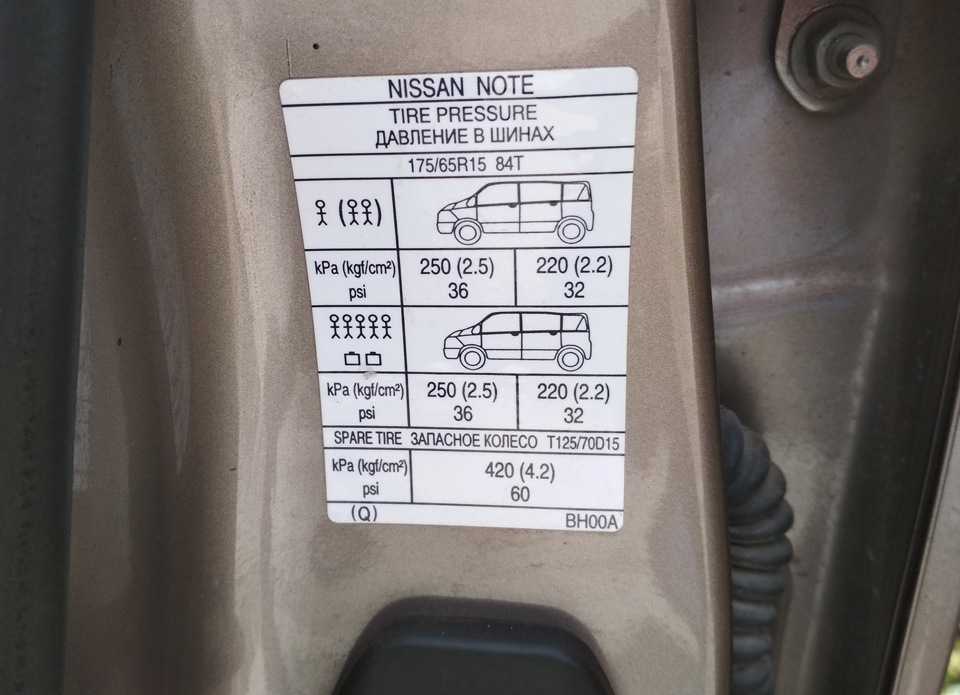 NISSAN NOTE
TIRE PRESSURE
ДАВЛЕНИЕ В ШИНАХ
175/65R15 84T
kPa (kgf/cm²) 250 (2.5) 220 (2.2)
psi 36 32
kPa (kgf/cm²) 250 (2.5) 220 (2.2)
psi 36 32
SPARE TIRE ЗАПАСНОЕ КОЛЕСО T125/70D15
kPa (kgf/cm²) 420 (4.2)
psi 60
(Q) BH00A